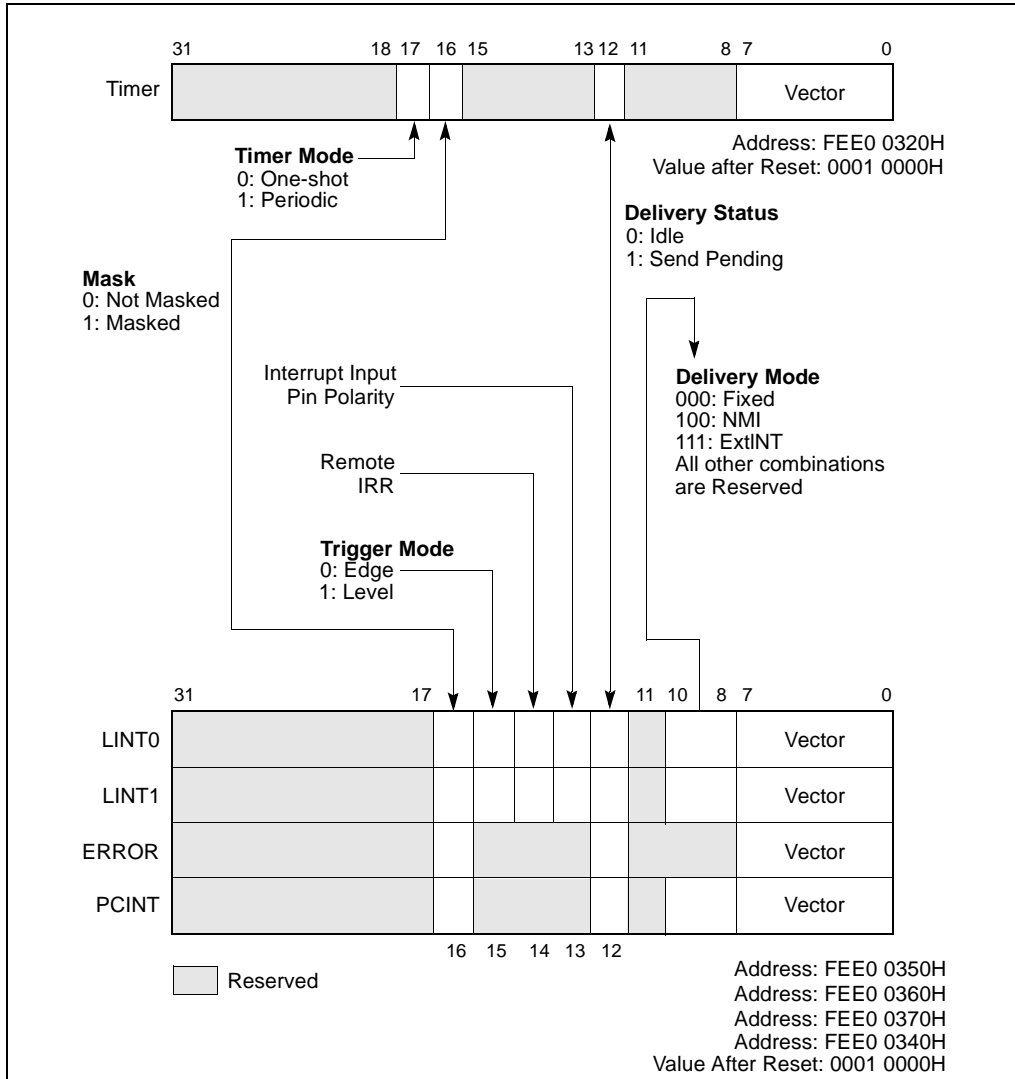 31 18 17 16 15 13 12 11 8 7 0
Timer Vector
Address: FEE0 0320H
Value after Reset: 0001 0000H
Timer Mode
0: One-shot
1: Periodic
Delivery Status
0: Idle
1: Send Pending
Mask
0: Not Masked
1: Masked
Interrupt Input
Pin Polarity
Delivery Mode
000: Fixed
100: NMI
111: ExtlNT
All other combinations
are Reserved
Remote
IRR
Trigger Mode
0: Edge
1: Level
31 17 11 10 8 7 0
LINT0 Vector
LINT1 Vector
ERROR Vector
PCINT Vector
16 15 14 13 12
Reserved
Address: FEE0 0350H
Address: FEE0 0360H
Address: FEE0 0370H
Address: FEE0 0340H
Value After Reset: 0001 0000H